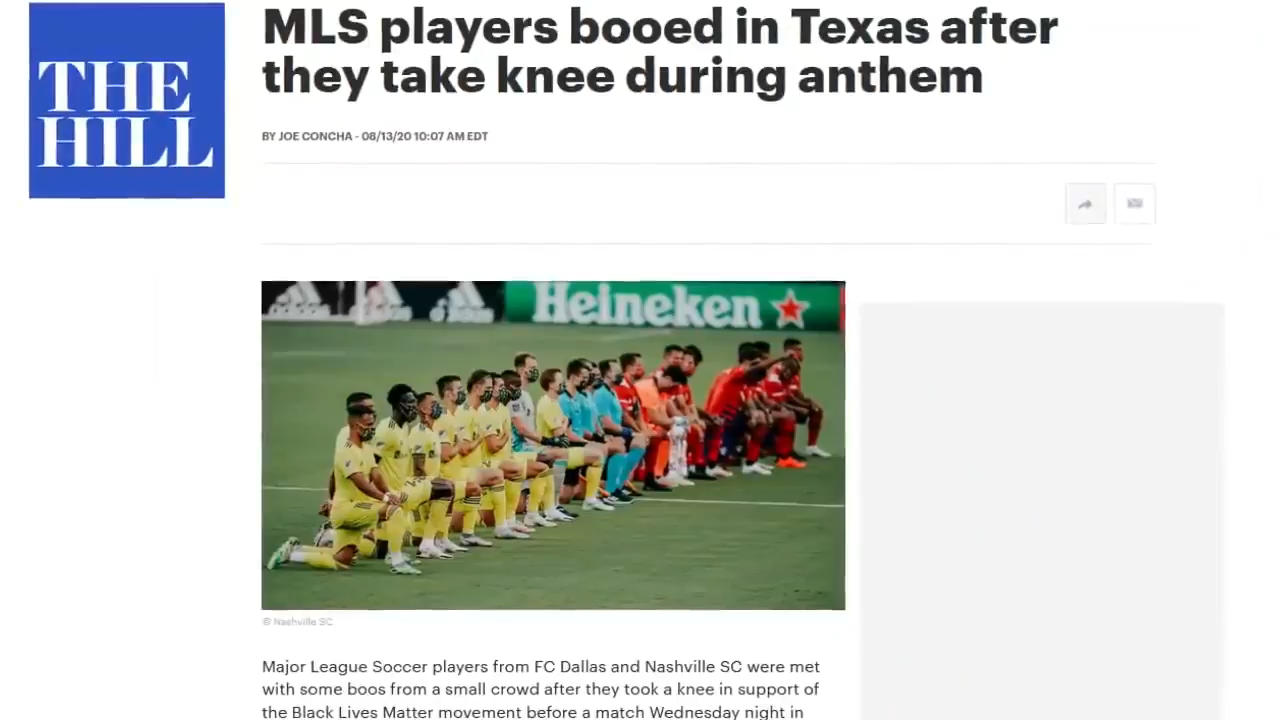 THE
HILL
MLS players booed in Texas after
they take knee during anthem
BY JOE CONCHA - 08/13/20 10:07 AM EDT
adidas
adidas
Heineken
© Nashville SC
Major League Soccer players from FC Dallas and Nashville SC were met
with some boos from a small crowd after they took a knee in support of
the Black Lives Matter movement before a match Wednesday night in